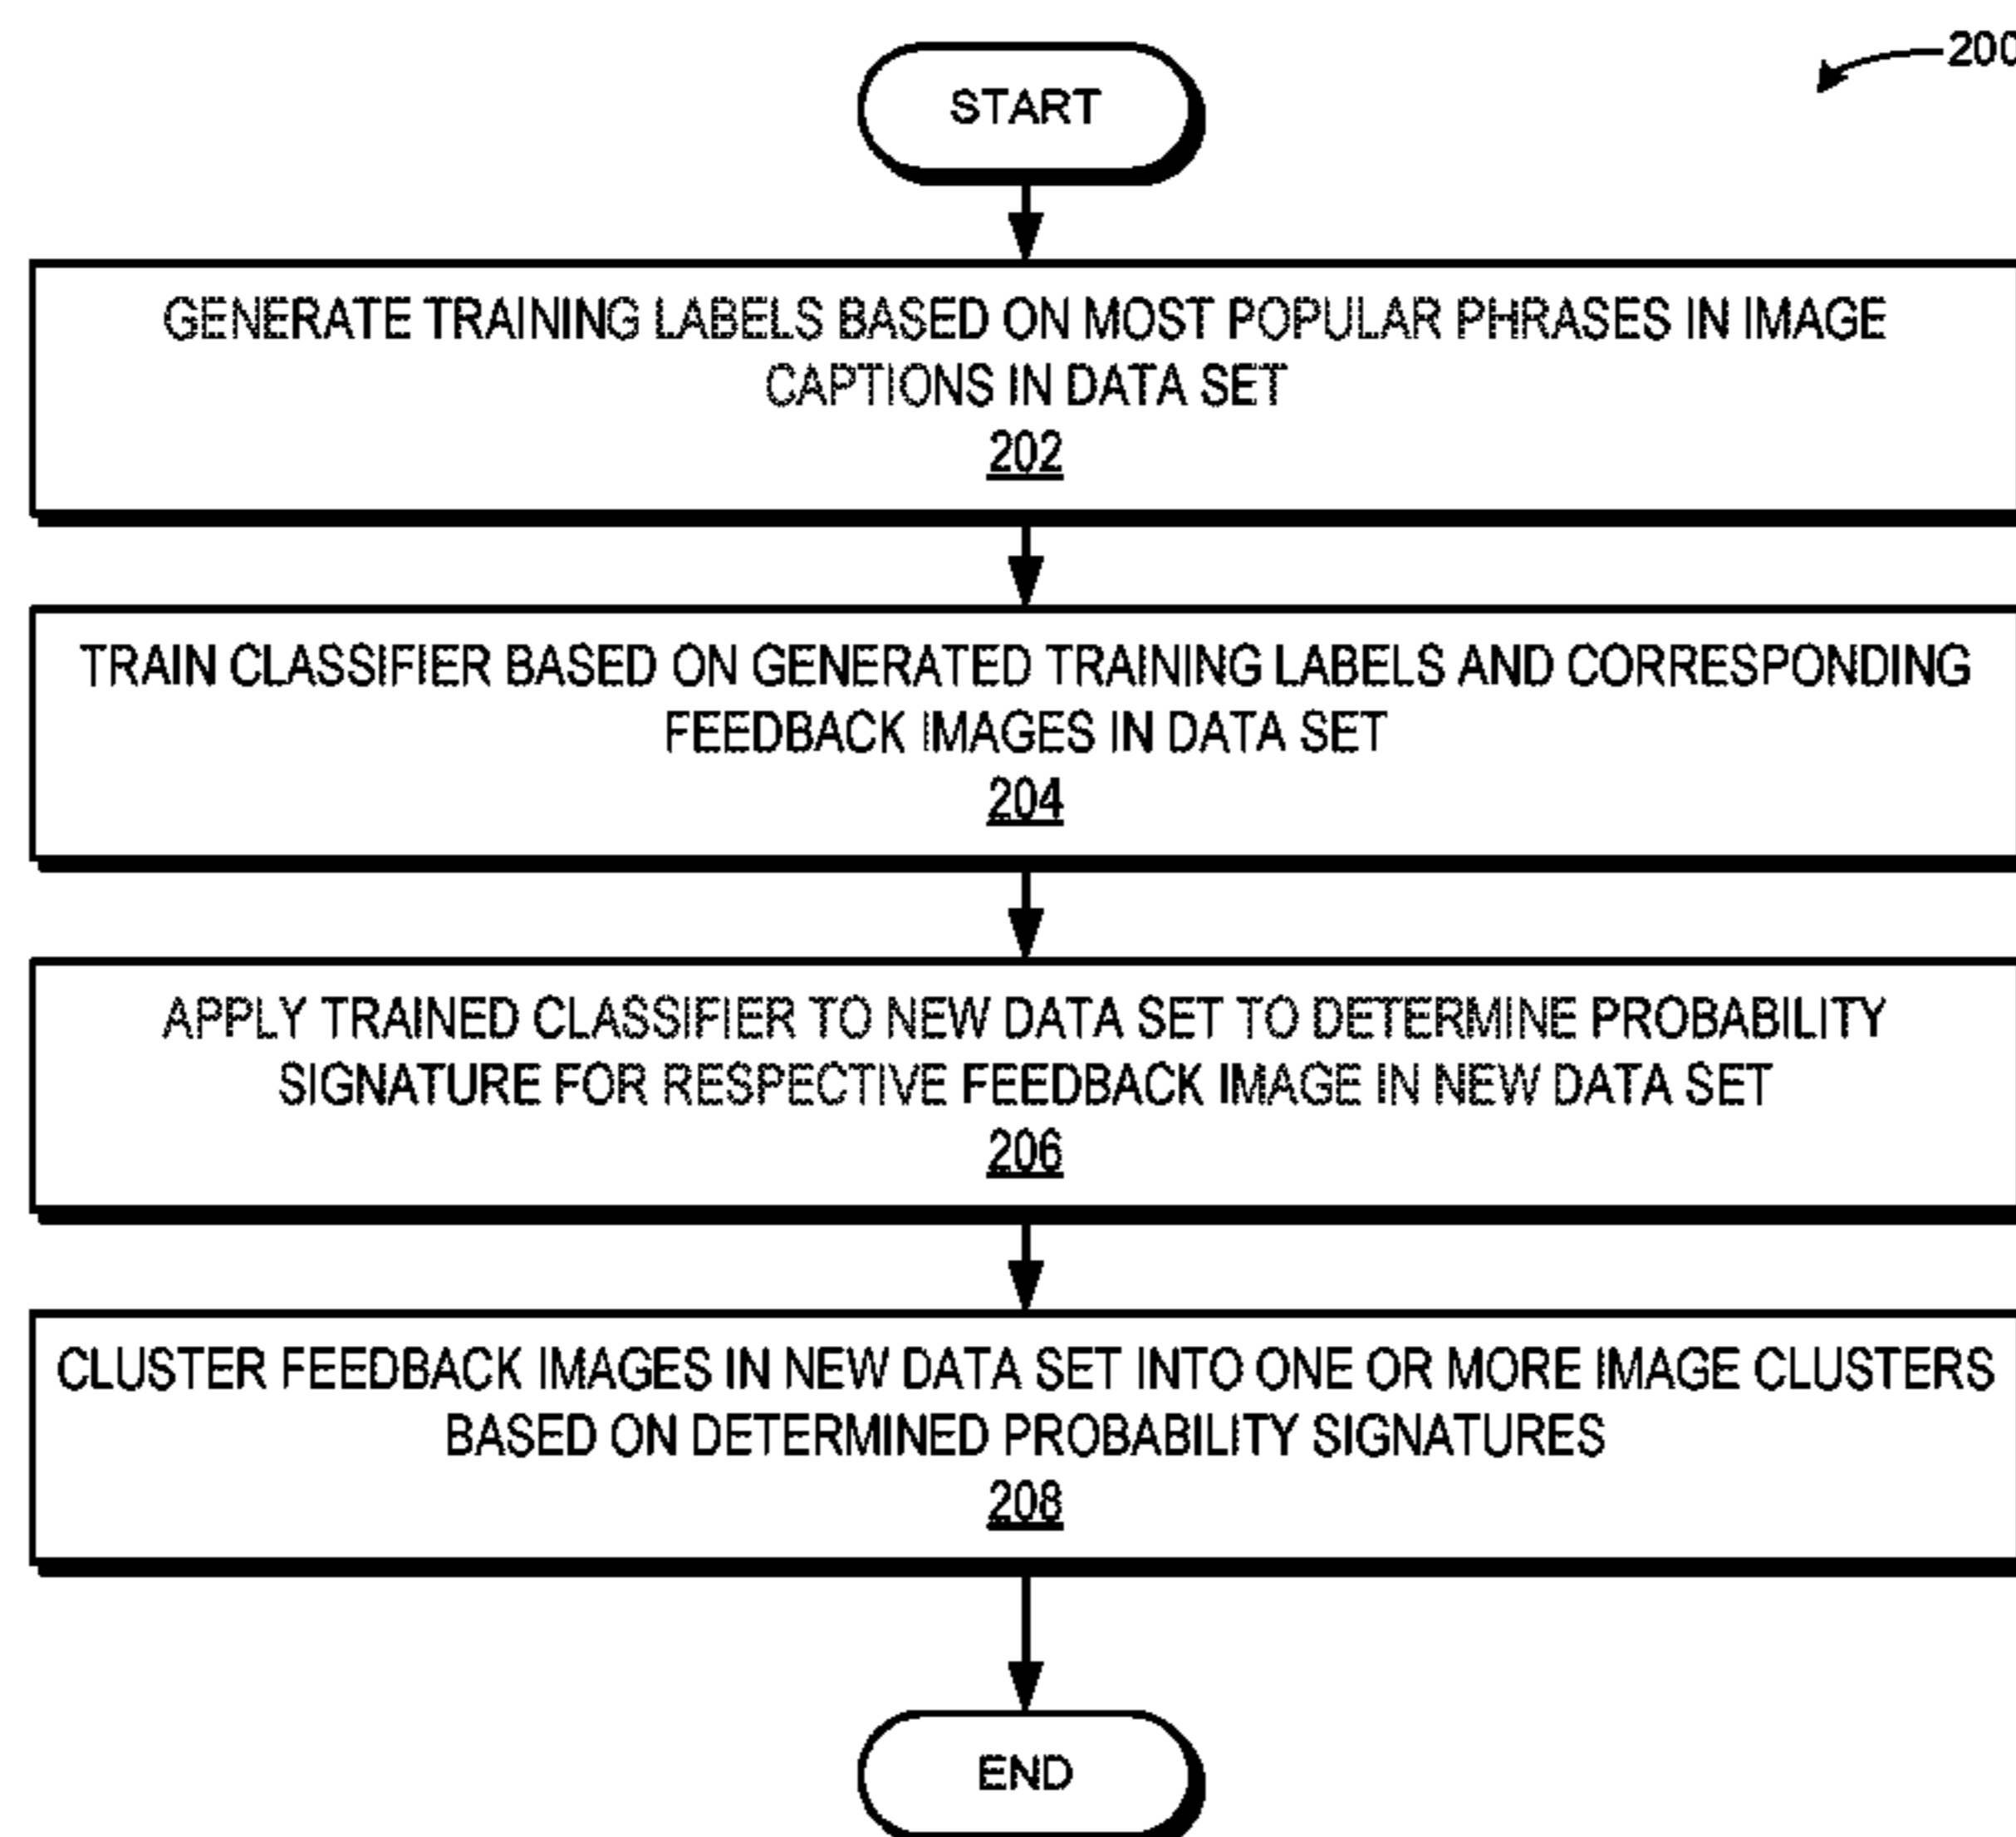 200
START
GENERATE TRAINING LABELS BASED ON MOST POPULAR PHRASES IN IMAGE
CAPTIONS IN DATA SET
202
TRAIN CLASSIFIER BASED ON GENERATED TRAINING LABELS AND CORRESPONDING
FEEDBACK IMAGES IN DATA SET
204
APPLY TRAINED CLASSIFIER TO NEW DATA SET TO DETERMINE PROBABILITY
SIGNATURE FOR RESPECTIVE FEEDBACK IMAGE IN NEW DATA SET
206
CLUSTER FEEDBACK IMAGES IN NEW DATA SET INTO ONE OR MORE IMAGE CLUSTERS
BASED ON DETERMINED PROBABILITY SIGNATURES
208
END